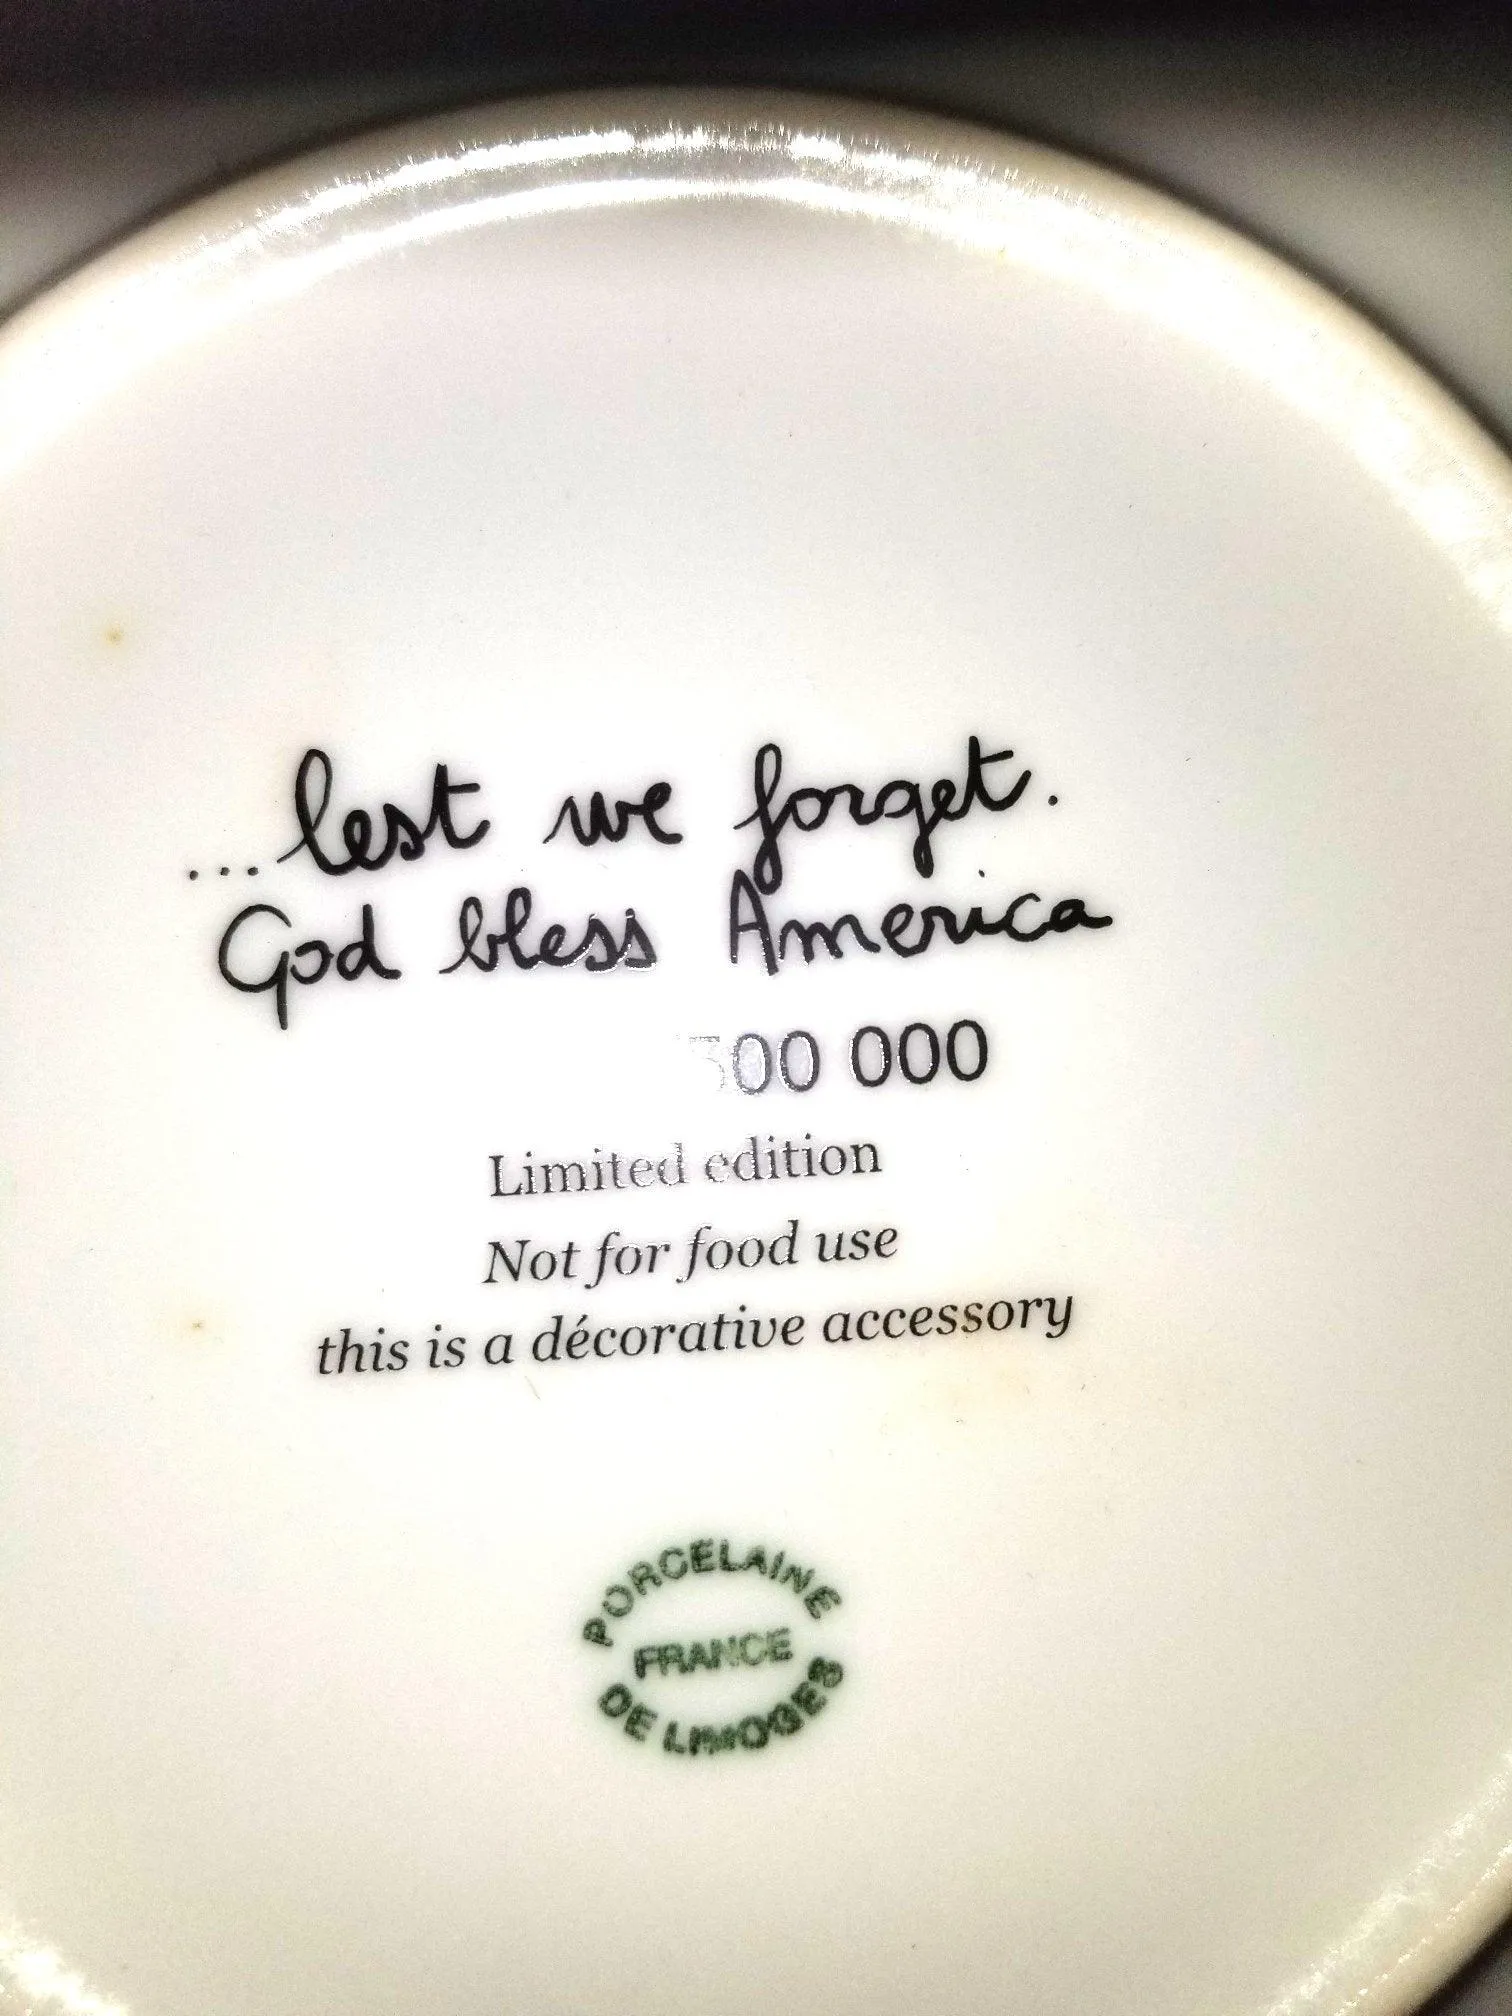 ...lest we forget.
God bless America
000
Limited edition
Not for food use
this is a décorative accessory
PORCELAINE
FRANCE
DE LIMOGES